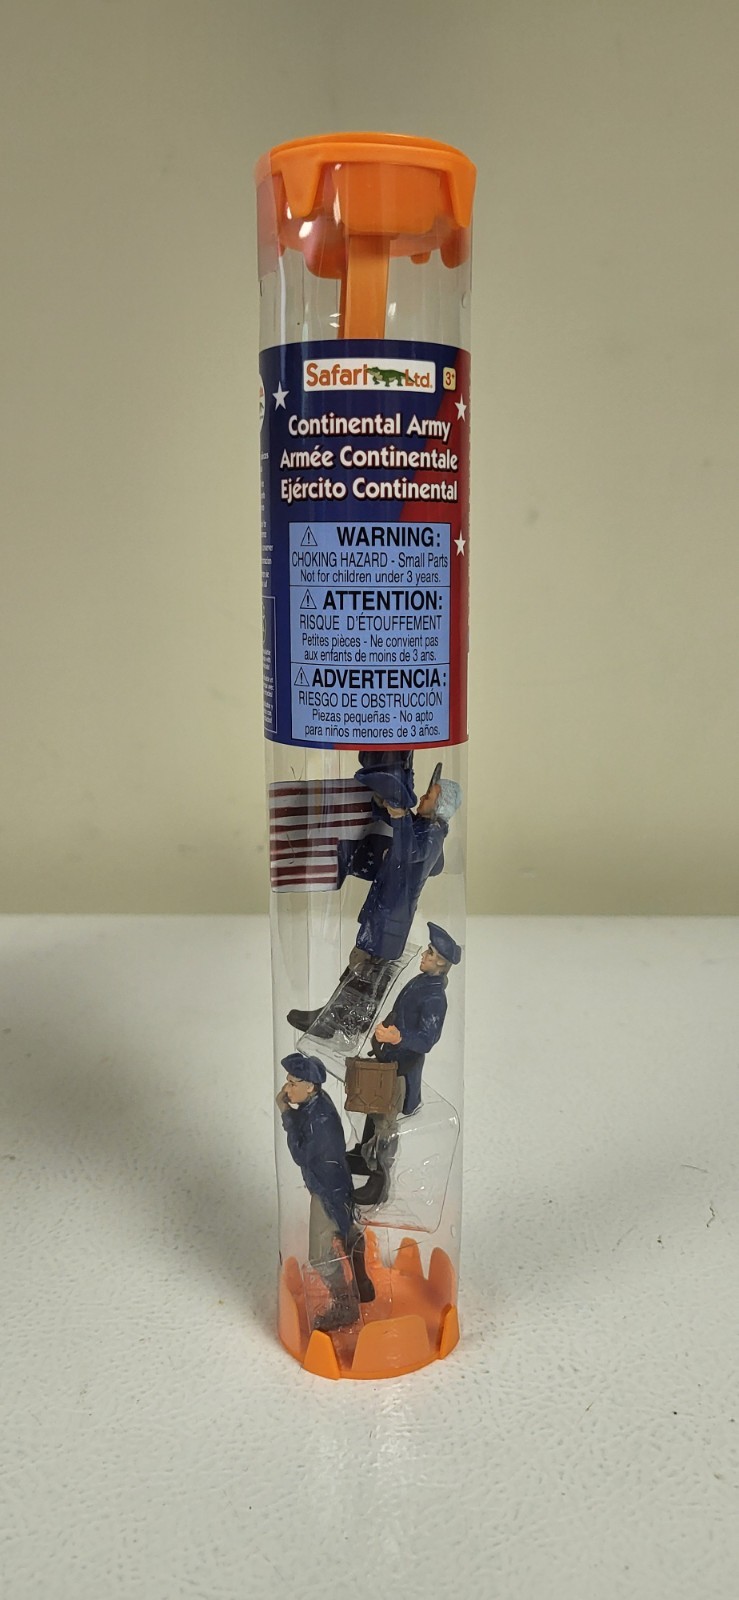 Safari Ltd. 3+
Continental Army
Armée Continentale
Ejército Continental
WARNING:
CHOKING HAZARD - Small Parts
Not for children under 3 years.
ATTENTION:
RISQUE D'ÉTOUFFEMENT
Petites pièces - Ne convient pas
aux enfants de moins de 3 ans.
ADVERTENCIA:
RIESGO DE OBSTRUCCIÓN
Piezas pequeñas - No apto
para niños menores de 3 años.